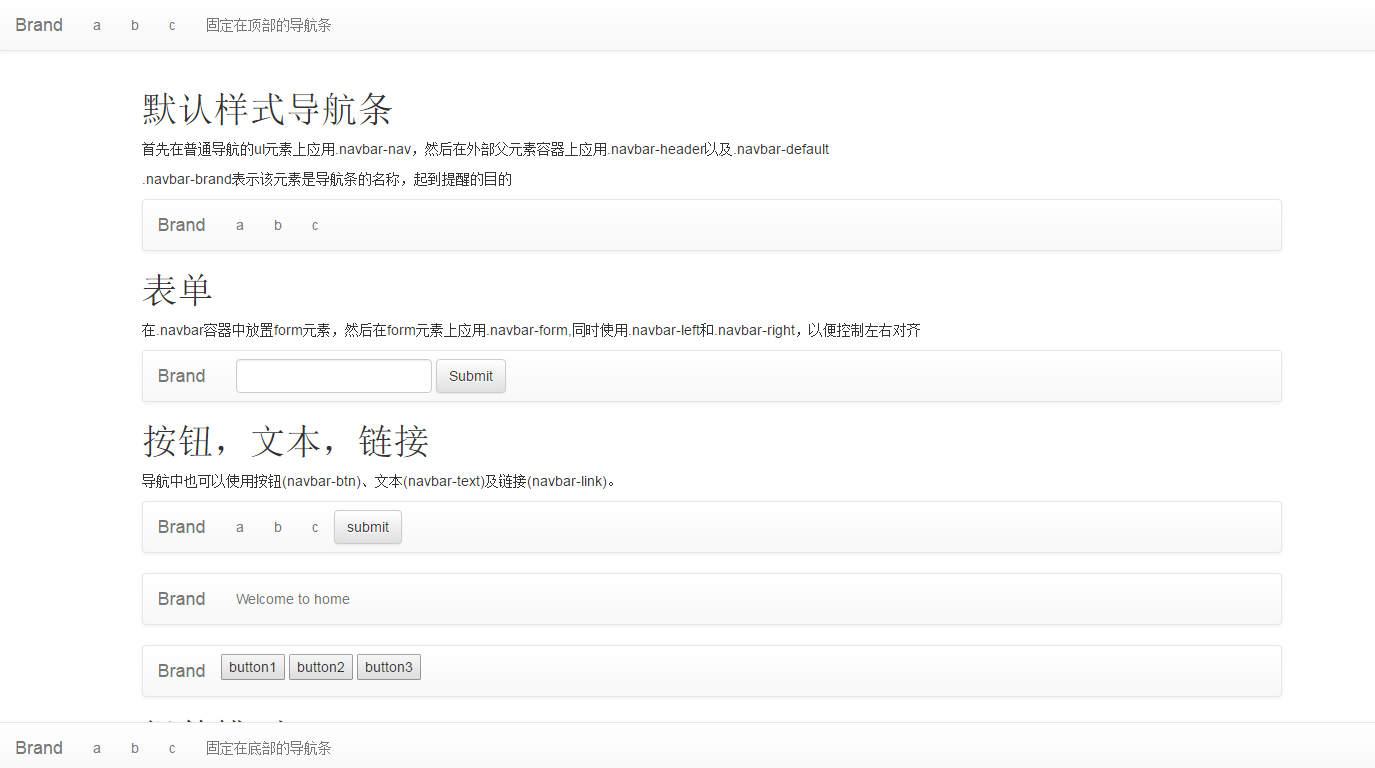 Brand a b c 固定在顶部的导航条
默认样式导航条
首先在普通导航的ul元素上应用.navbar-nav，然后在外部父元素容器上应用.navbar-header以及.navbar-default
.navbar-brand表示该元素是导航条的名称，起到提醒的目的
Brand a b c
表单
在.navbar容器中放置form元素，然后在form元素上应用.navbar-form,同时使用.navbar-left和.navbar-right，以便控制左右对齐
Brand Submit
按钮，文本，链接
导航中也可以使用按钮(navbar-btn)、文本(navbar-text)及链接(navbar-link)。
Brand a b c submit
Brand Welcome to home
Brand button1 button2 button3
Brand a b c 固定在底部的导航条